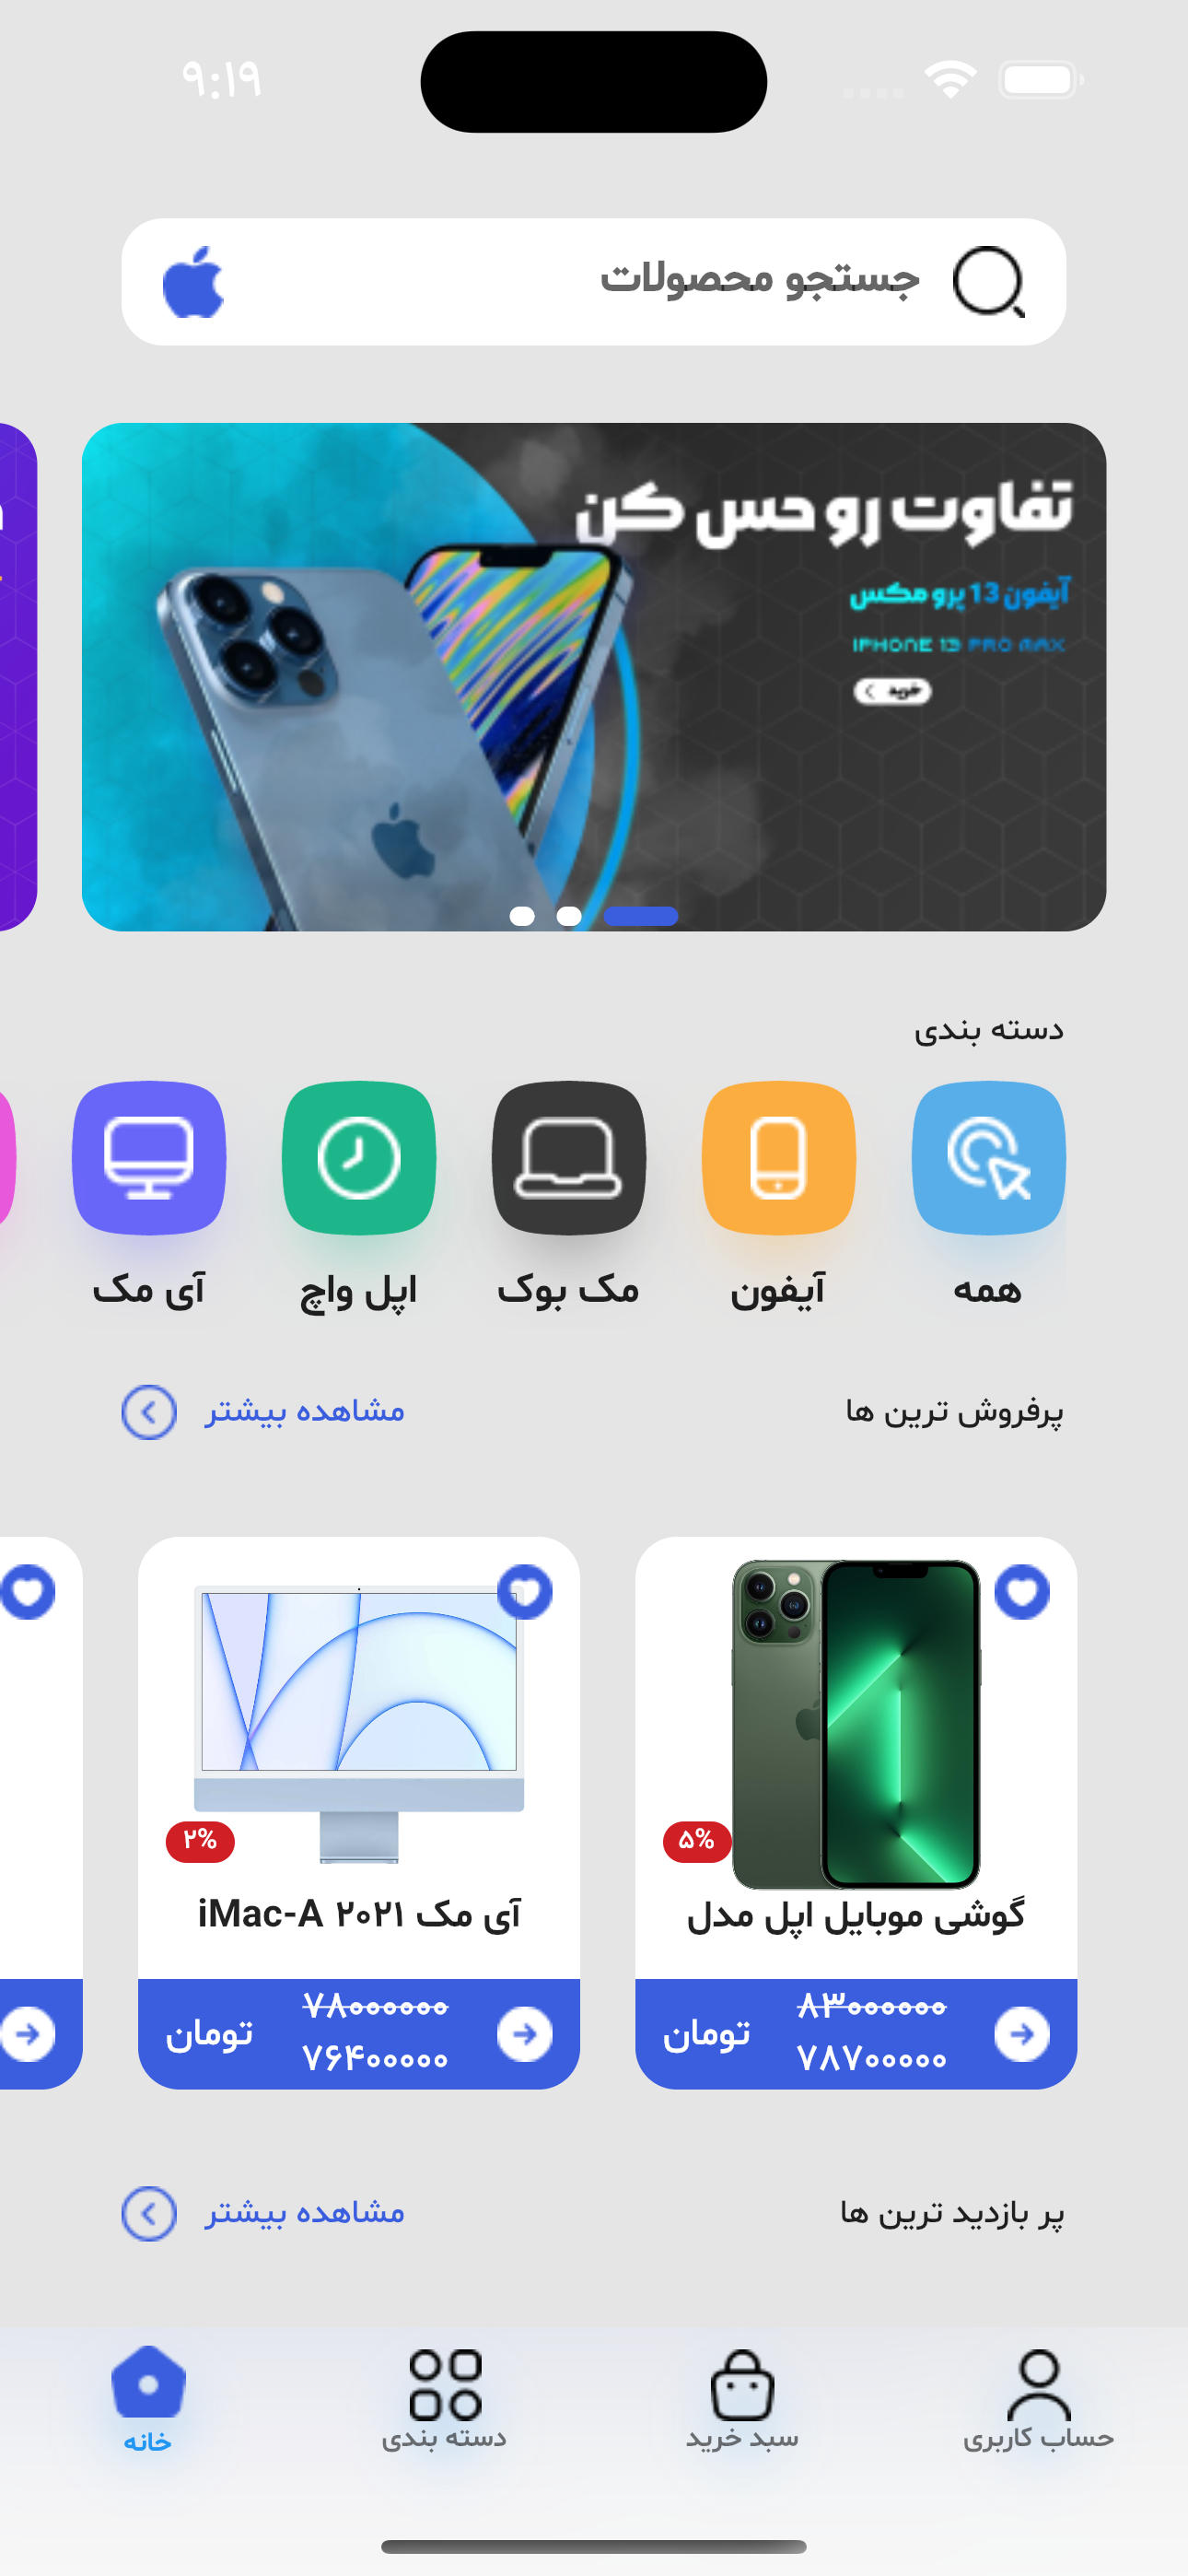 ۹:۱۹
جستجو محصولات
تفاوت رو حس کن
آیفون 13 پرو مکس
IPHONE 13 PRO MAX
خرید
دسته بندی
همه
آیفون
مک بوک
اپل واچ
آی مک
پرفروش ترین ها
مشاهده بیشتر
۵%
گوشی موبایل اپل مدل
۸۳۰۰۰۰۰۰
۷۸۷۰۰۰۰۰
تومان
۲%
آی مک iMac-A ۲۰۲۱
۷۸۰۰۰۰۰۰
۷۶۴۰۰۰۰۰
تومان
پر بازدید ترین ها
مشاهده بیشتر
حساب کاربری
سبد خرید
دسته بندی
خانه